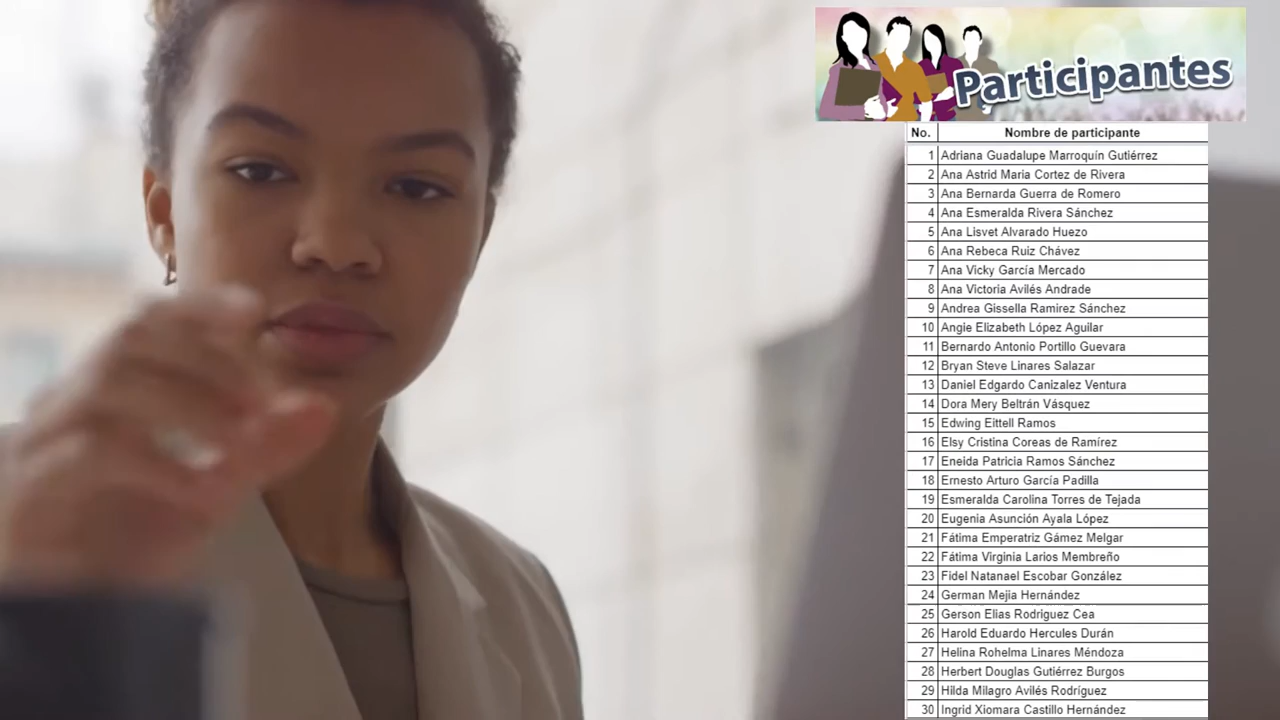 Participantes
No. Nombre de participante
1 Adriana Guadalupe Marroquín Gutiérrez
2 Ana Astrid Maria Cortez de Rivera
3 Ana Bernarda Guerra de Romero
4 Ana Esmeralda Rivera Sánchez
5 Ana Lisvet Alvarado Huezo
6 Ana Rebeca Ruiz Chávez
7 Ana Vicky García Mercado
8 Ana Victoria Avilés Andrade
9 Andrea Gissella Ramirez Sánchez
10 Angie Elizabeth López Aguilar
11 Bernardo Antonio Portillo Guevara
12 Bryan Steve Linares Salazar
13 Daniel Edgardo Canizalez Ventura
14 Dora Mery Beltrán Vásquez
15 Edwing Eittell Ramos
16 Elsy Cristina Coreas de Ramírez
17 Eneida Patricia Ramos Sánchez
18 Ernesto Arturo García Padilla
19 Esmeralda Carolina Torres de Tejada
20 Eugenia Asunción Ayala López
21 Fátima Emperatriz Gámez Melgar
22 Fátima Virginia Larios Membreño
23 Fidel Natanael Escobar González
24 German Mejia Hernández
25 Gerson Elias Rodriguez Cea
26 Harold Eduardo Hercules Durán
27 Helina Rohelma Linares Méndoza
28 Herbert Douglas Gutiérrez Burgos
29 Hilda Milagro Avilés Rodríguez
30 Ingrid Xiomara Castillo Hernández